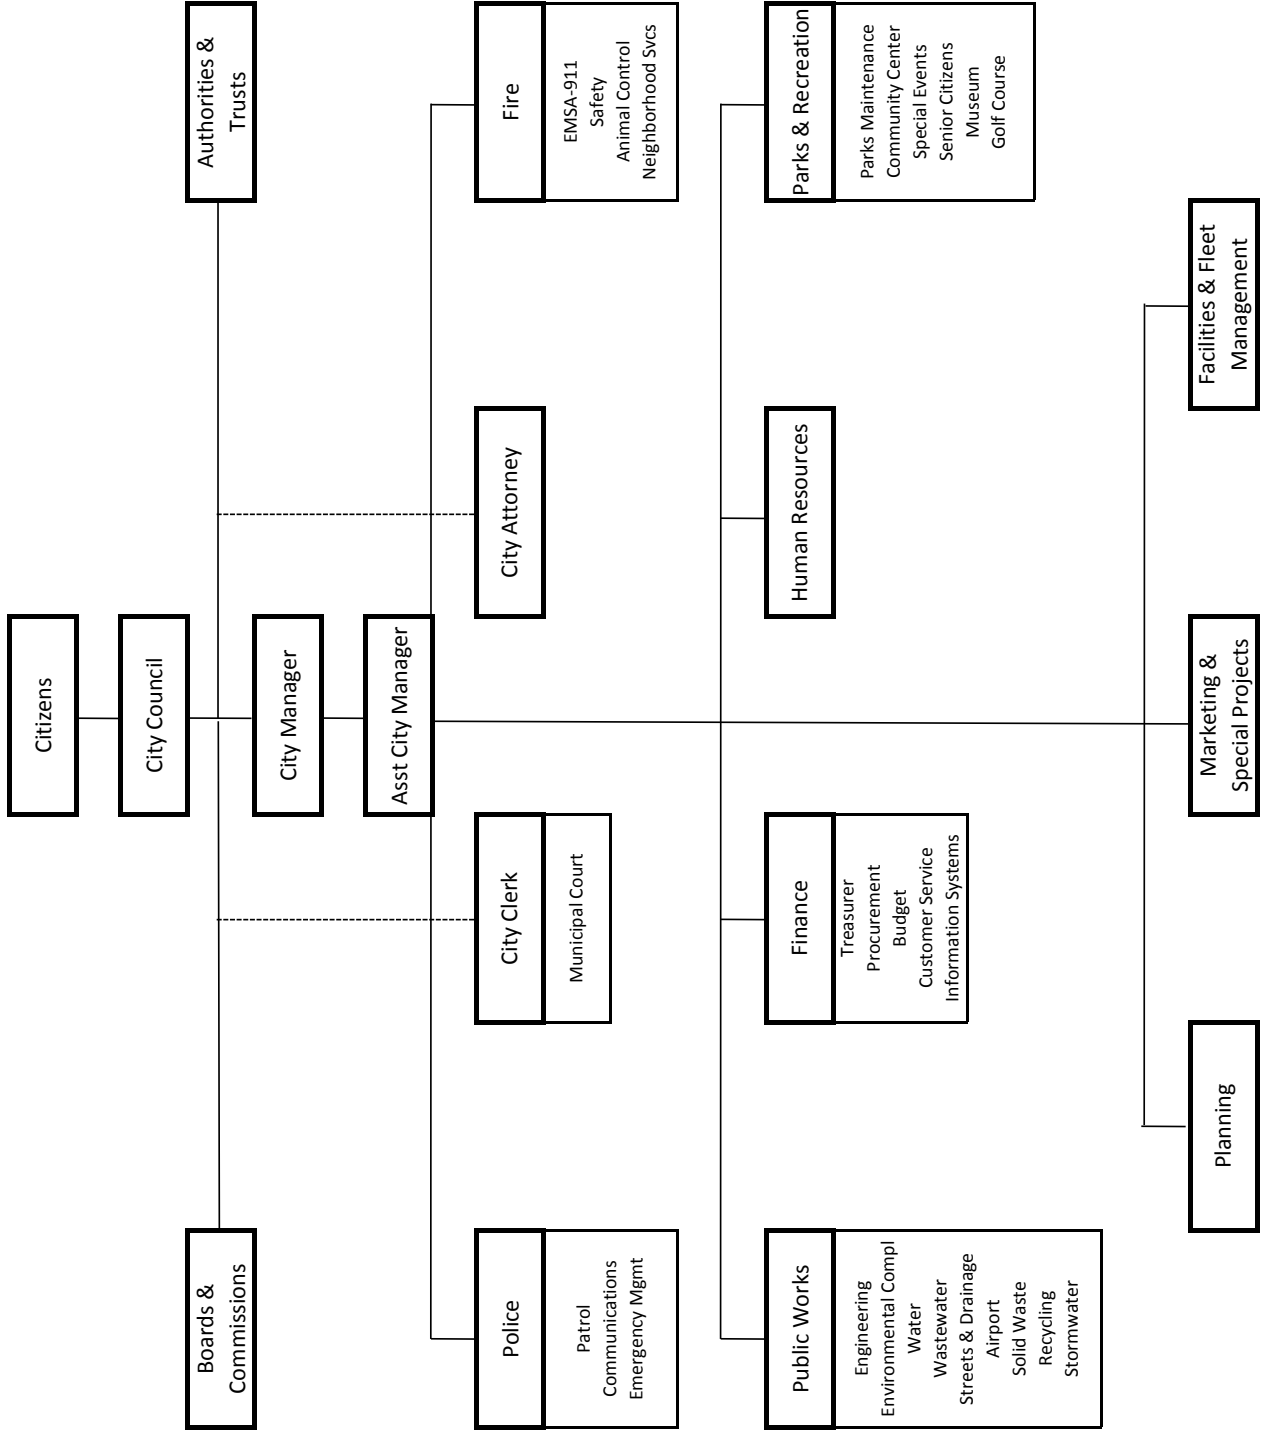 Citizens
City Council
Boards &
Commissions
Authorities &
Trusts
City Manager
Asst City Manager
Police
Patrol
Communications
Emergency Mgmt
City Clerk
Municipal Court
City Attorney
Fire
EMSA-911
Safety
Animal Control
Neighborhood Svcs
Public Works
Engineering
Environmental Compl
Water
Wastewater
Streets & Drainage
Airport
Solid Waste
Recycling
Stormwater
Finance
Treasurer
Procurement
Budget
Customer Service
Information Systems
Human Resources
Parks & Recreation
Parks Maintenance
Community Center
Special Events
Senior Citizens
Museum
Golf Course
Planning
Marketing &
Special Projects
Facilities & Fleet
Management